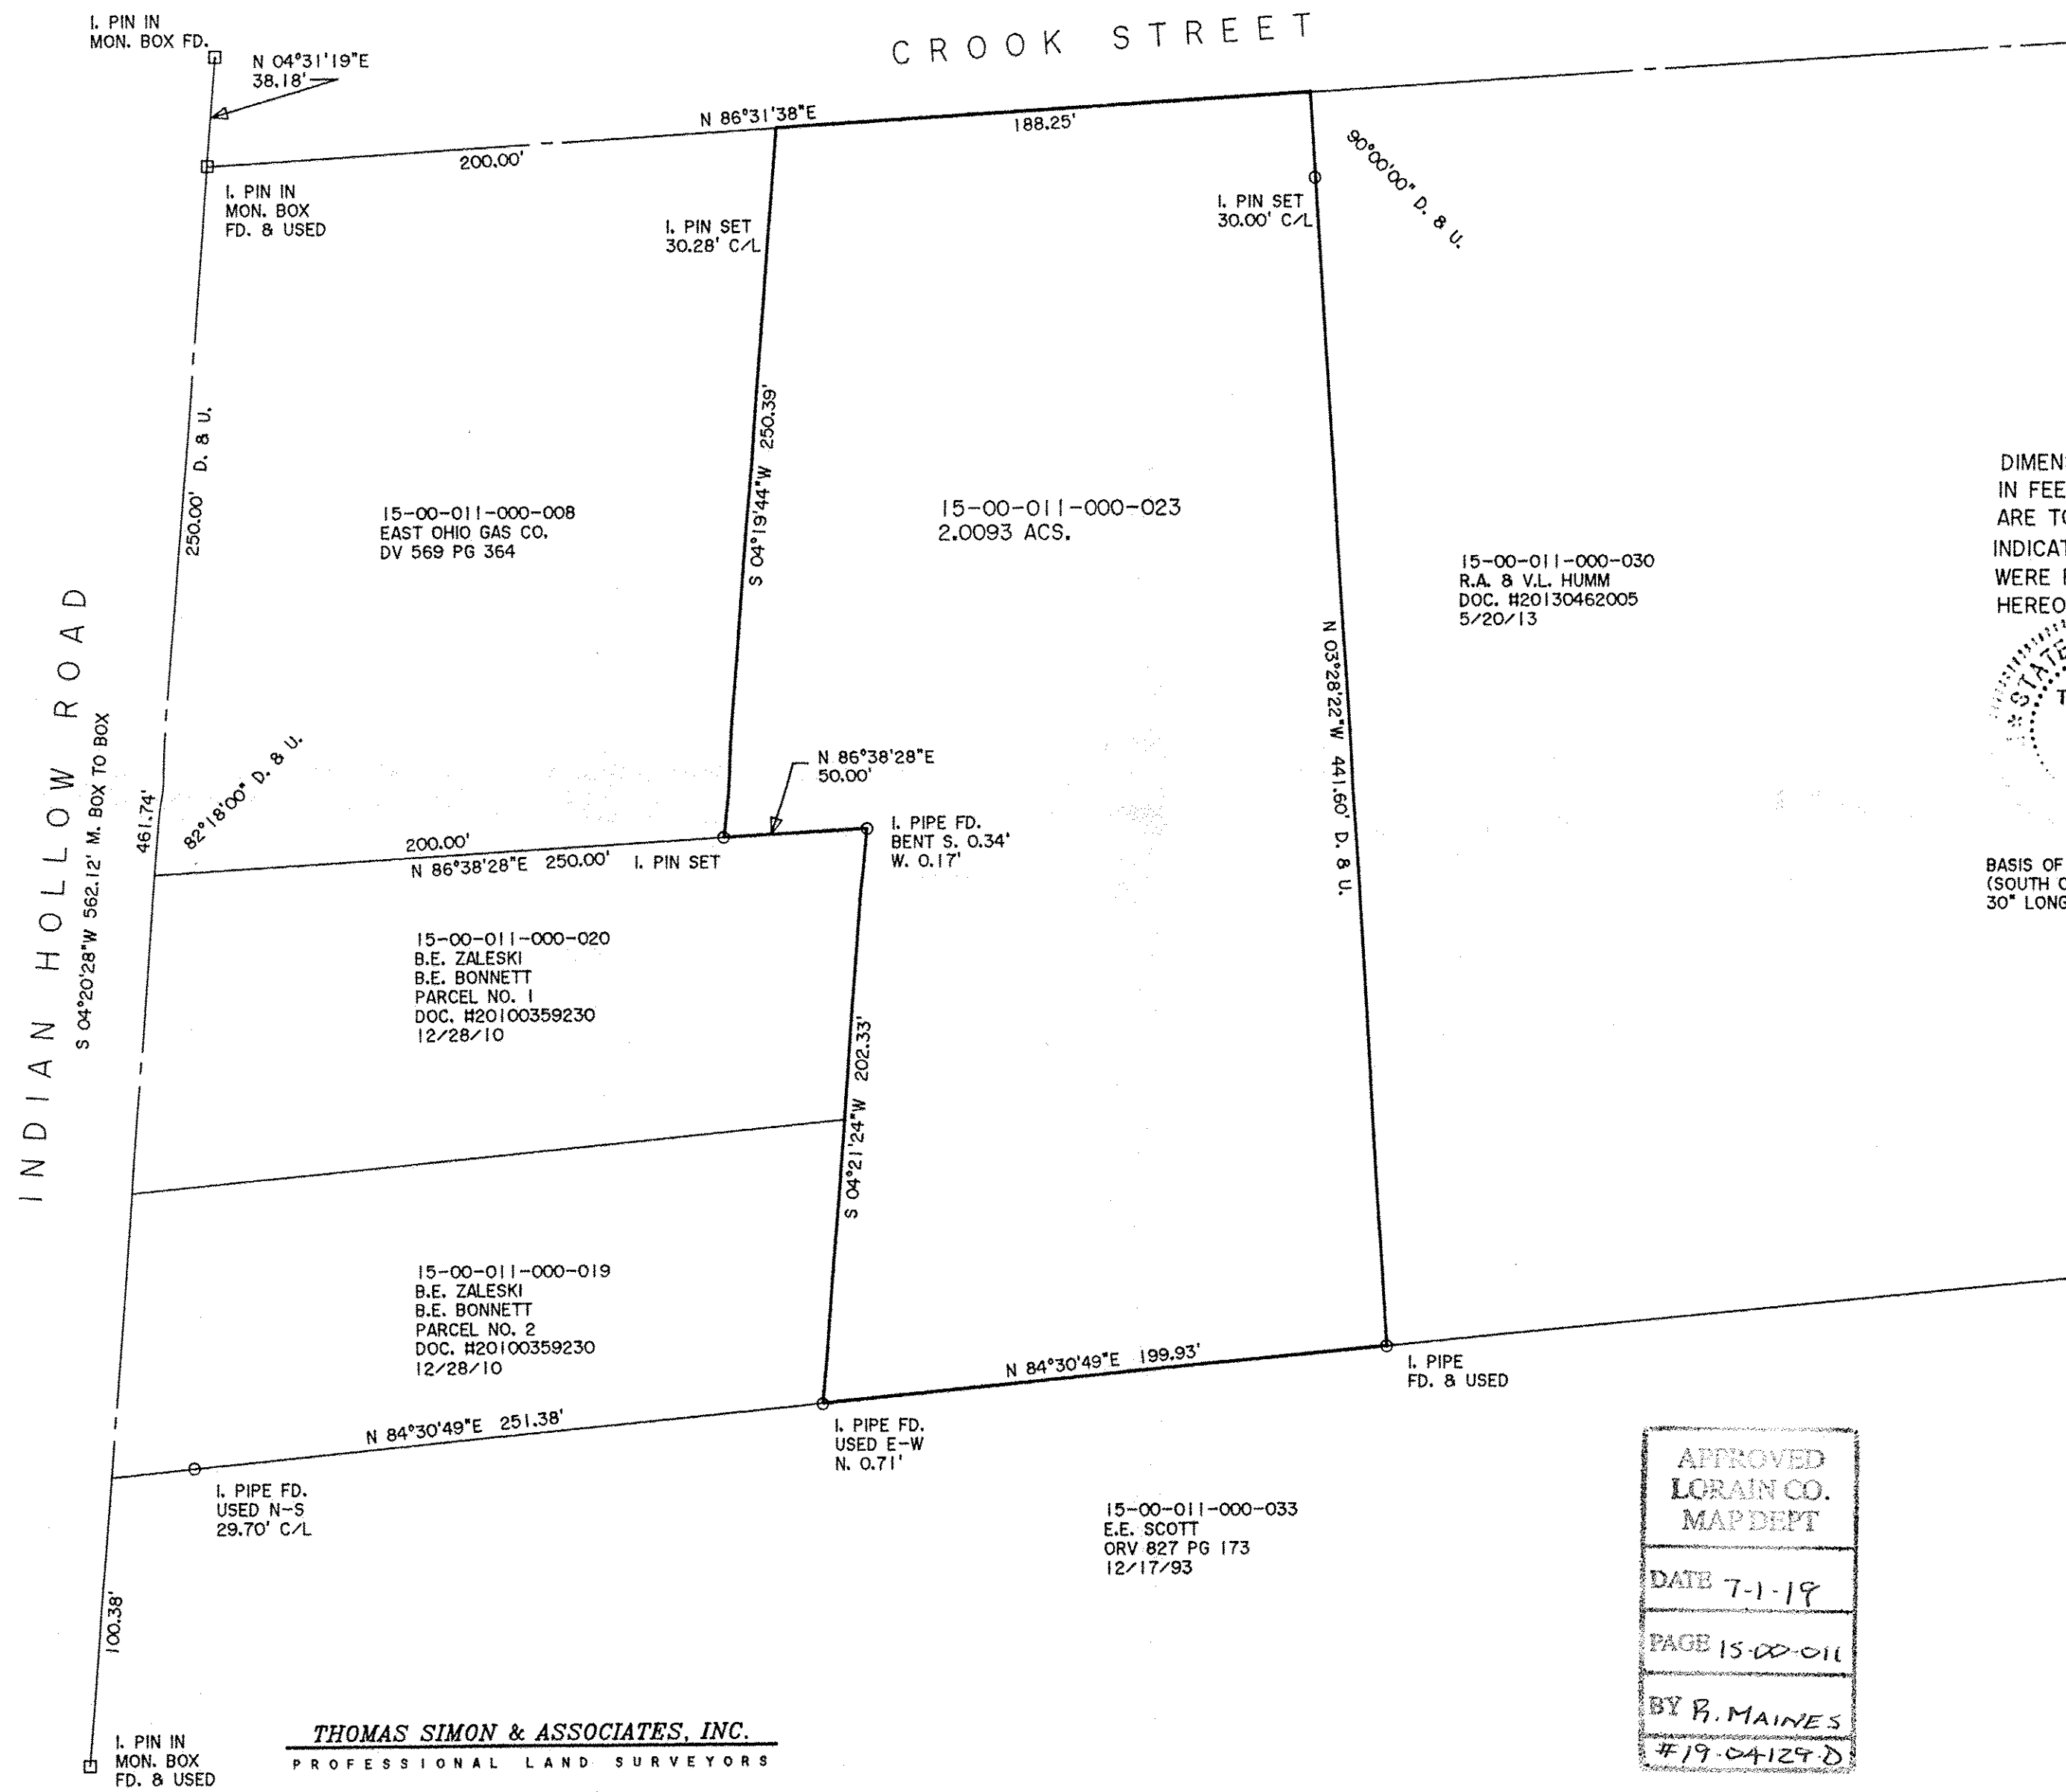 I. PIN IN
MON. BOX FD.
N 04°31'19"E
38.18'
CROOK STREET
N 86°31'38"E
188.25'
200.00'
I. PIN IN
MON. BOX
FD. & USED
I. PIN SET
30.28' C/L
I. PIN SET
30.00' C/L
90°00'00" D. & U.
250.00' D. & U.
S 04°19'44"W 250.39'
15-00-011-000-008
EAST OHIO GAS CO.
DV 569 PG 364
15-00-011-000-023
2.0093 ACS.
15-00-011-000-030
R.A. & V.L. HUMM
DOC. #20130462005
5/20/13
N 03°28'22"W 441.60' D. & U.
INDIAN HOLLOW ROAD
S 04°20'28"W 562.12' M. BOX TO BOX
461.74'
82°18'00" D. & U.
N 86°38'28"E
50.00'
200.00'
N 86°38'28"E 250.00'
I. PIN SET
I. PIPE FD.
BENT S. 0.34'
W. 0.17'
15-00-011-000-020
B.E. ZALESKI
B.E. BONNETT
PARCEL NO. 1
DOC. #20100359230
12/28/10
S 04°21'24"W 202.33'
15-00-011-000-019
B.E. ZALESKI
B.E. BONNETT
PARCEL NO. 2
DOC. #20100359230
12/28/10
N 84°30'49"E 199.93'
I. PIPE
FD. & USED
N 84°30'49"E 251.38'
I. PIPE FD.
USED E-W
N. 0.71'
I. PIPE FD.
USED N-S
29.70' C/L
15-00-011-000-033
E.E. SCOTT
ORV 827 PG 173
12/17/93
100.38'
I. PIN IN
MON. BOX
FD. & USED
THOMAS SIMON & ASSOCIATES, INC.
PROFESSIONAL LAND SURVEYORS
DIMEN
IN FEE
ARE TO
INDICAT
WERE
HEREO
STATE
T
BASIS OF
(SOUTH
30" LONG
APPROVED
LORAIN CO.
MAP DEPT
DATE 7-1-19
PAGE 15-00-011
BY R. MAINES
#19-04129-D